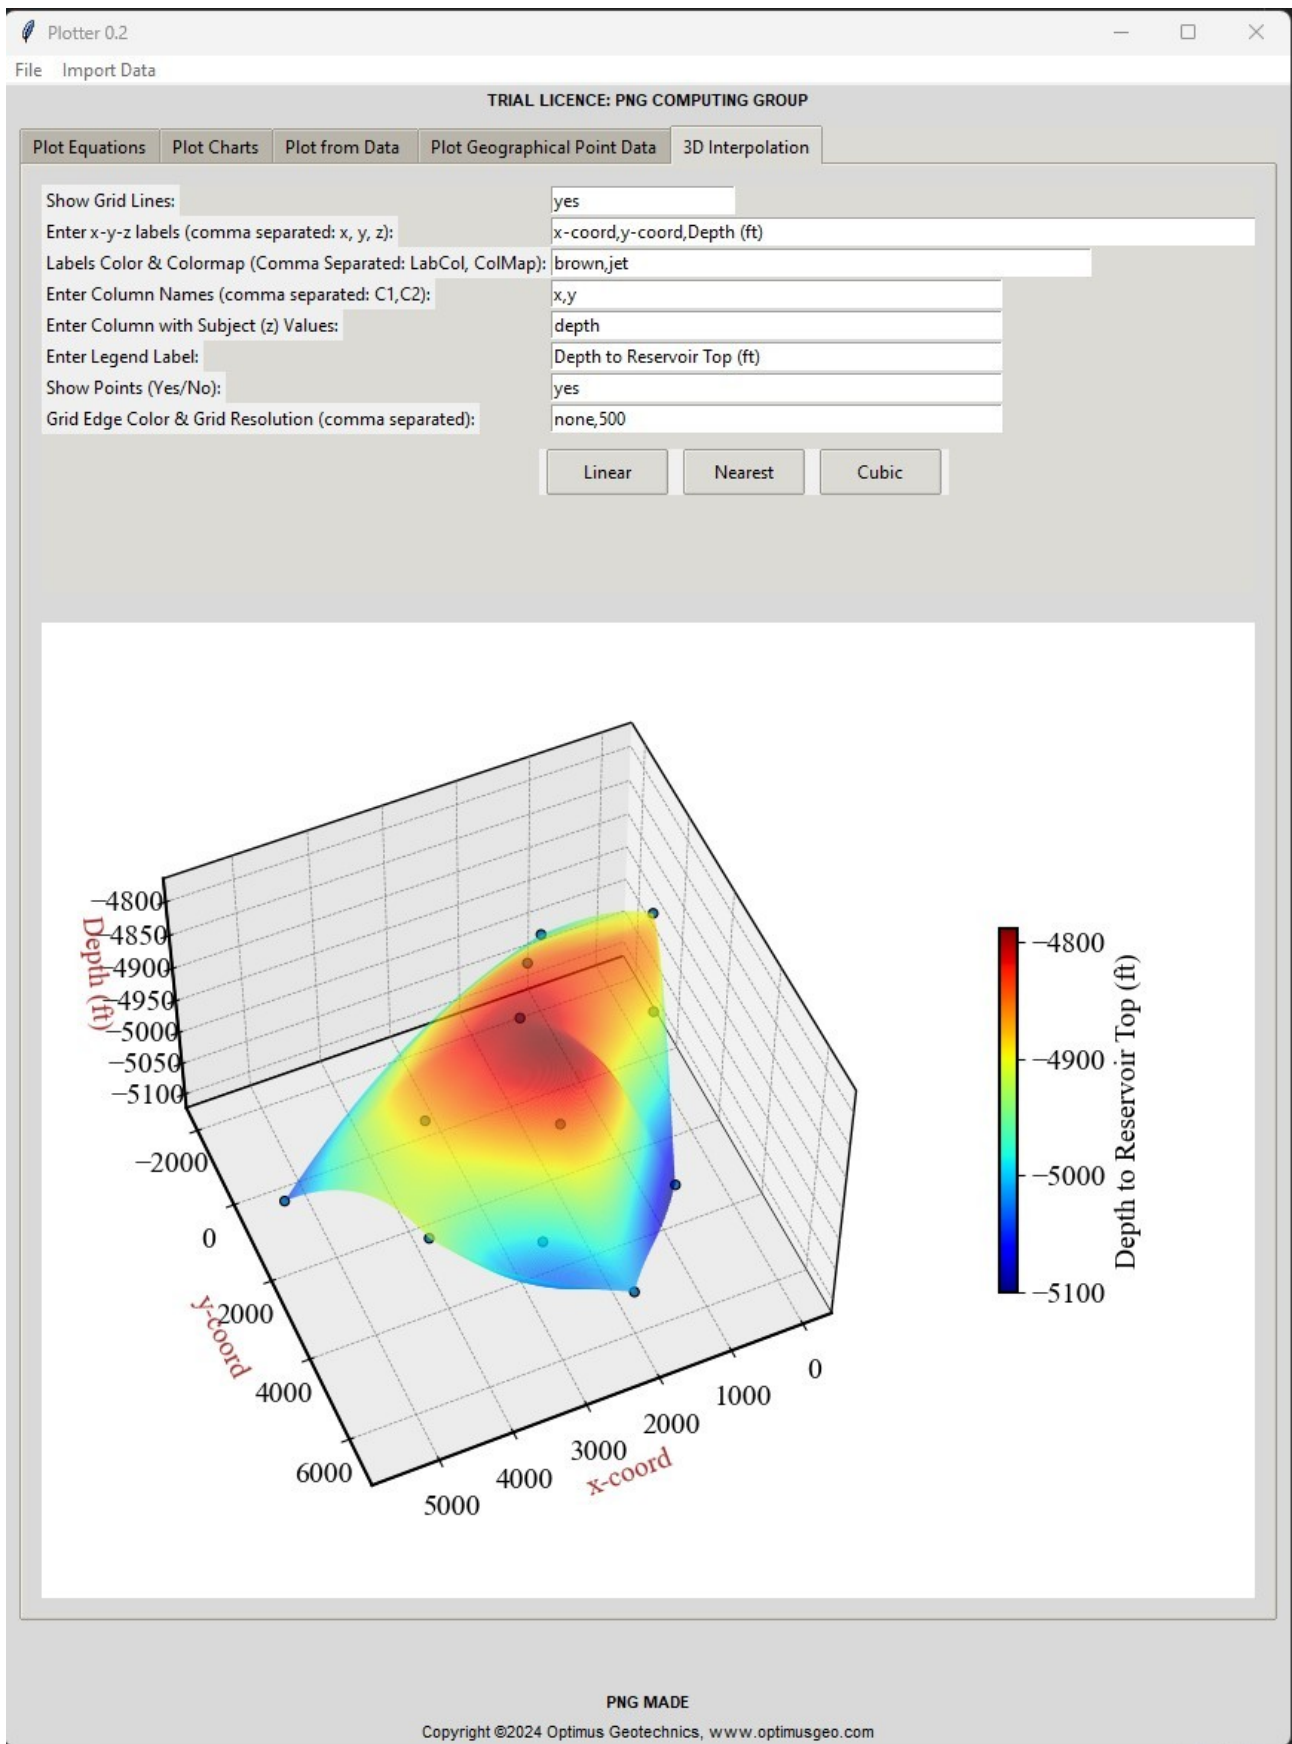 Plotter 0.2
File Import Data
TRIAL LICENCE: PNG COMPUTING GROUP
Plot Equations Plot Charts Plot from Data Plot Geographical Point Data 3D Interpolation
Show Grid Lines: yes
Enter x-y-z labels (comma separated: x, y, z): x-coord,y-coord,Depth (ft)
Labels Color & Colormap (Comma Separated: LabCol, ColMap): brown,jet
Enter Column Names (comma separated: C1,C2): x,y
Enter Column with Subject (z) Values: depth
Enter Legend Label: Depth to Reservoir Top (ft)
Show Points (Yes/No): yes
Grid Edge Color & Grid Resolution (comma separated): none,500
Linear Nearest Cubic
−4800
−4850
−4900
−4950
−5000
−5050
−5100
Depth (ft)
−2000
0
2000
4000
6000
y-coord
5000
4000
3000
2000
1000
0
x-coord
−4800
−4900
−5000
−5100
Depth to Reservoir Top (ft)
PNG MADE
Copyright ©2024 Optimus Geotechnics, www.optimusgeo.com